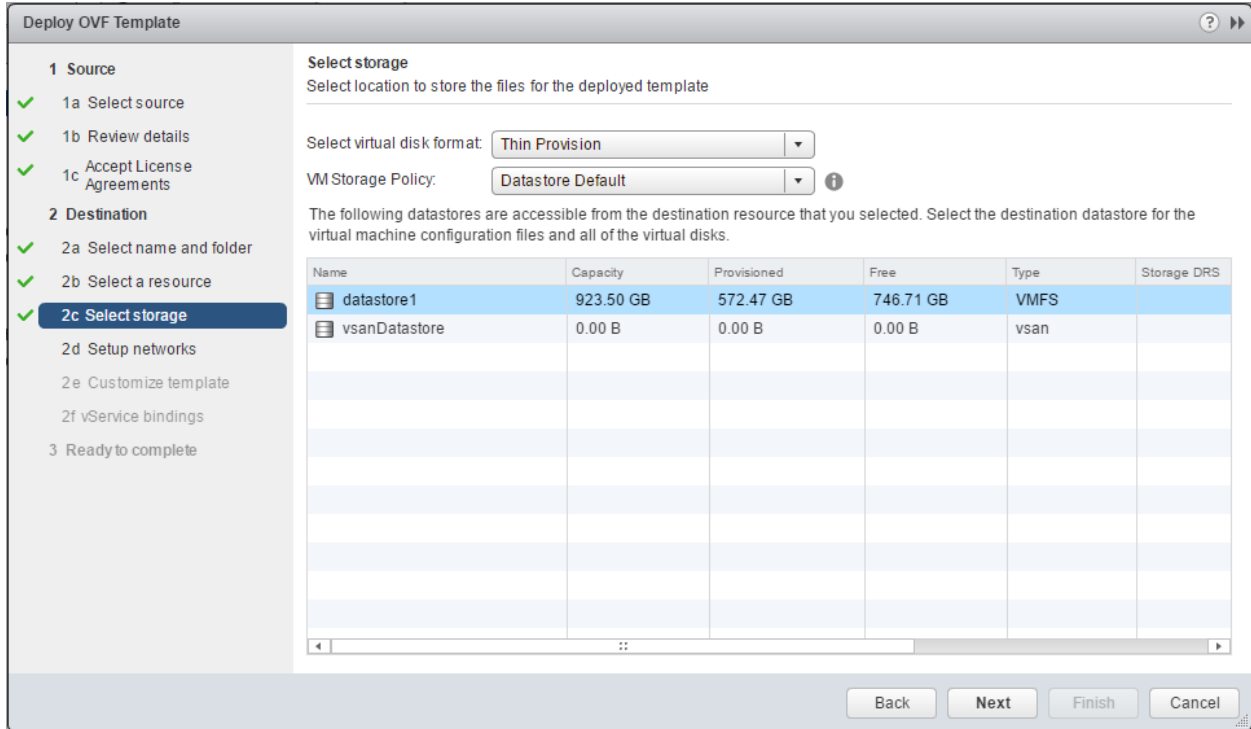 Deploy OVF Template
1 Source
1a Select source
1b Review details
1c Accept License
Agreements
2 Destination
2a Select name and folder
2b Select a resource
2c Select storage
2d Setup networks
2e Customize template
2f vService bindings
3 Ready to complete
Select storage
Select location to store the files for the deployed template
Select virtual disk format: Thin Provision
VM Storage Policy: Datastore Default
The following datastores are accessible from the destination resource that you selected. Select the destination datastore for the
virtual machine configuration files and all of the virtual disks.
Name Capacity Provisioned Free Type Storage DRS
datastore1 923.50 GB 572.47 GB 746.71 GB VMFS
vsanDatastore 0.00 B 0.00 B 0.00 B vsan
Back Next Finish Cancel